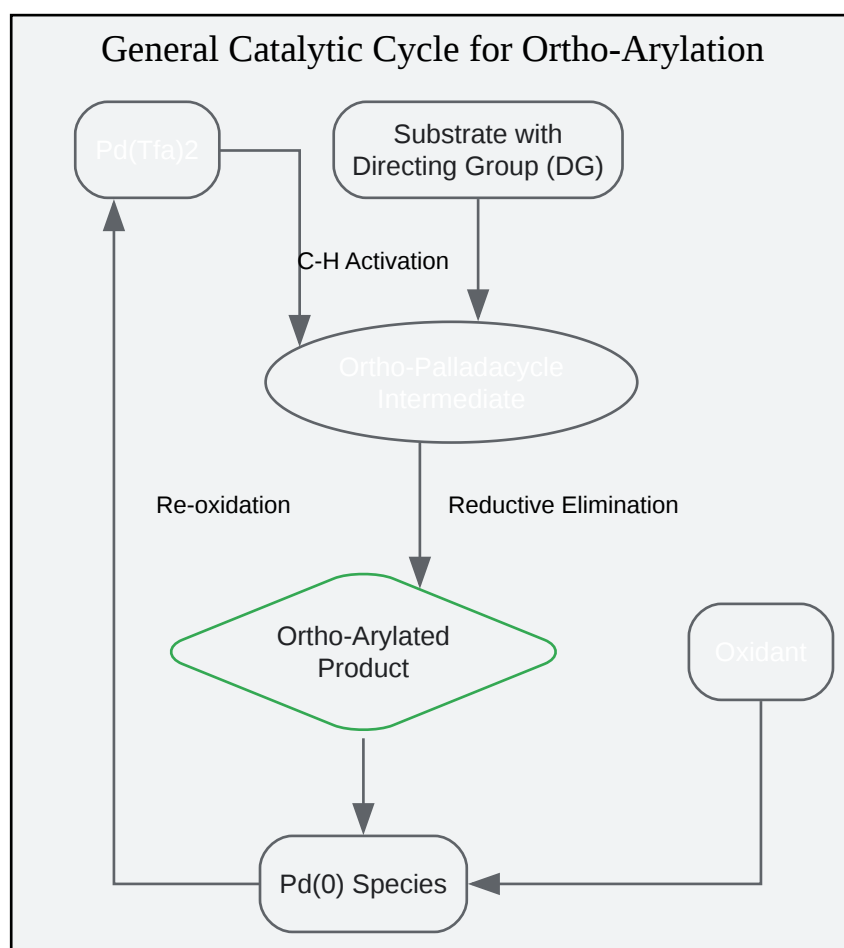 General Catalytic Cycle for Ortho-Arylation
Pd(Tfa)2
Substrate with
Directing Group (DG)
C-H Activation
Ortho-Palladacycle
Intermediate
Re-oxidation
Reductive Elimination
Ortho-Arylated
Product
Oxidant
Pd(0) Species